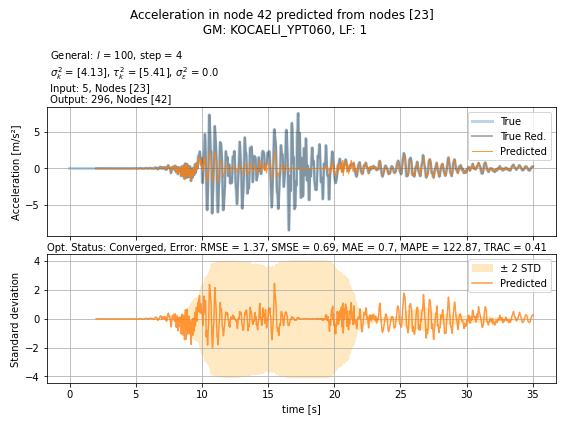 Acceleration in node 42 predicted from nodes [23]
GM: KOCAELI_YPT060, LF: 1
General: l = 100, step = 4
σ²ₖ = [4.13], τ²ₖ = [5.41], σ²ε = 0.0
Input: 5, Nodes [23]
Output: 296, Nodes [42]
Acceleration [m/s²]
5
0
−5
True
True Red.
Predicted
Opt. Status: Converged, Error: RMSE = 1.37, SMSE = 0.69, MAE = 0.7, MAPE = 122.87, TRAC = 0.41
Standard deviation
4
2
0
−2
−4
± 2 STD
Predicted
0 5 10 15 20 25 30 35
time [s]